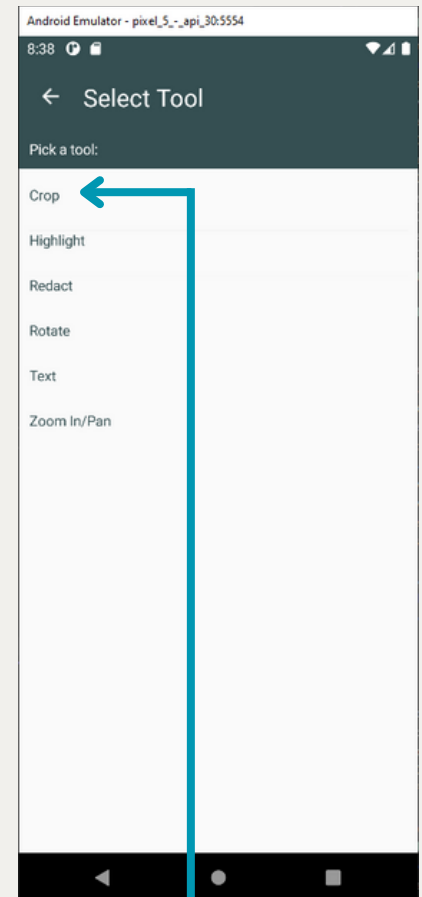 Android Emulator - pixel_5_-_api_30:5554
8:38
Select Tool
Pick a tool:
Crop
Highlight
Redact
Rotate
Text
Zoom In/Pan